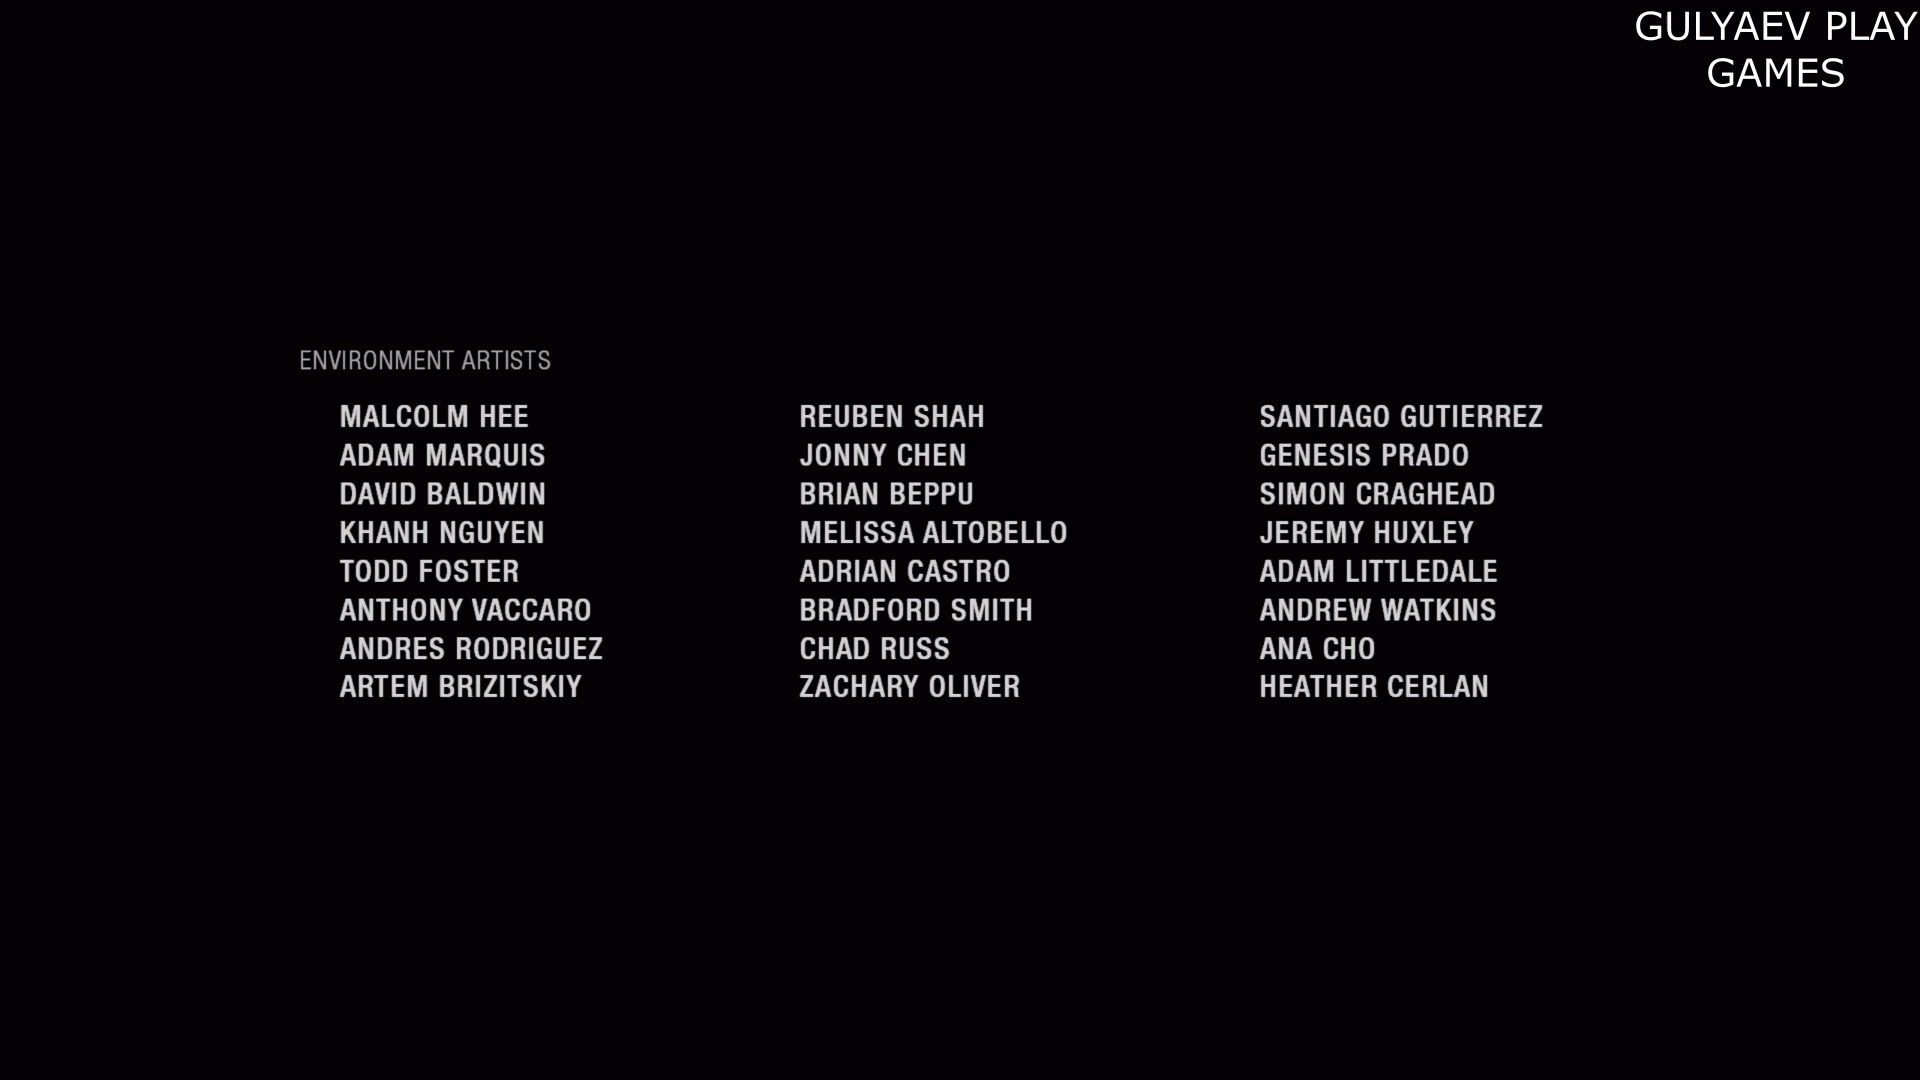 GULYAEV PLAY
GAMES
ENVIRONMENT ARTISTS
MALCOLM HEE
ADAM MARQUIS
DAVID BALDWIN
KHANH NGUYEN
TODD FOSTER
ANTHONY VACCARO
ANDRES RODRIGUEZ
ARTEM BRIZITSKIY
REUBEN SHAH
JONNY CHEN
BRIAN BEPPU
MELISSA ALTOBELLO
ADRIAN CASTRO
BRADFORD SMITH
CHAD RUSS
ZACHARY OLIVER
SANTIAGO GUTIERREZ
GENESIS PRADO
SIMON CRAGHEAD
JEREMY HUXLEY
ADAM LITTLEDALE
ANDREW WATKINS
ANA CHO
HEATHER CERLAN